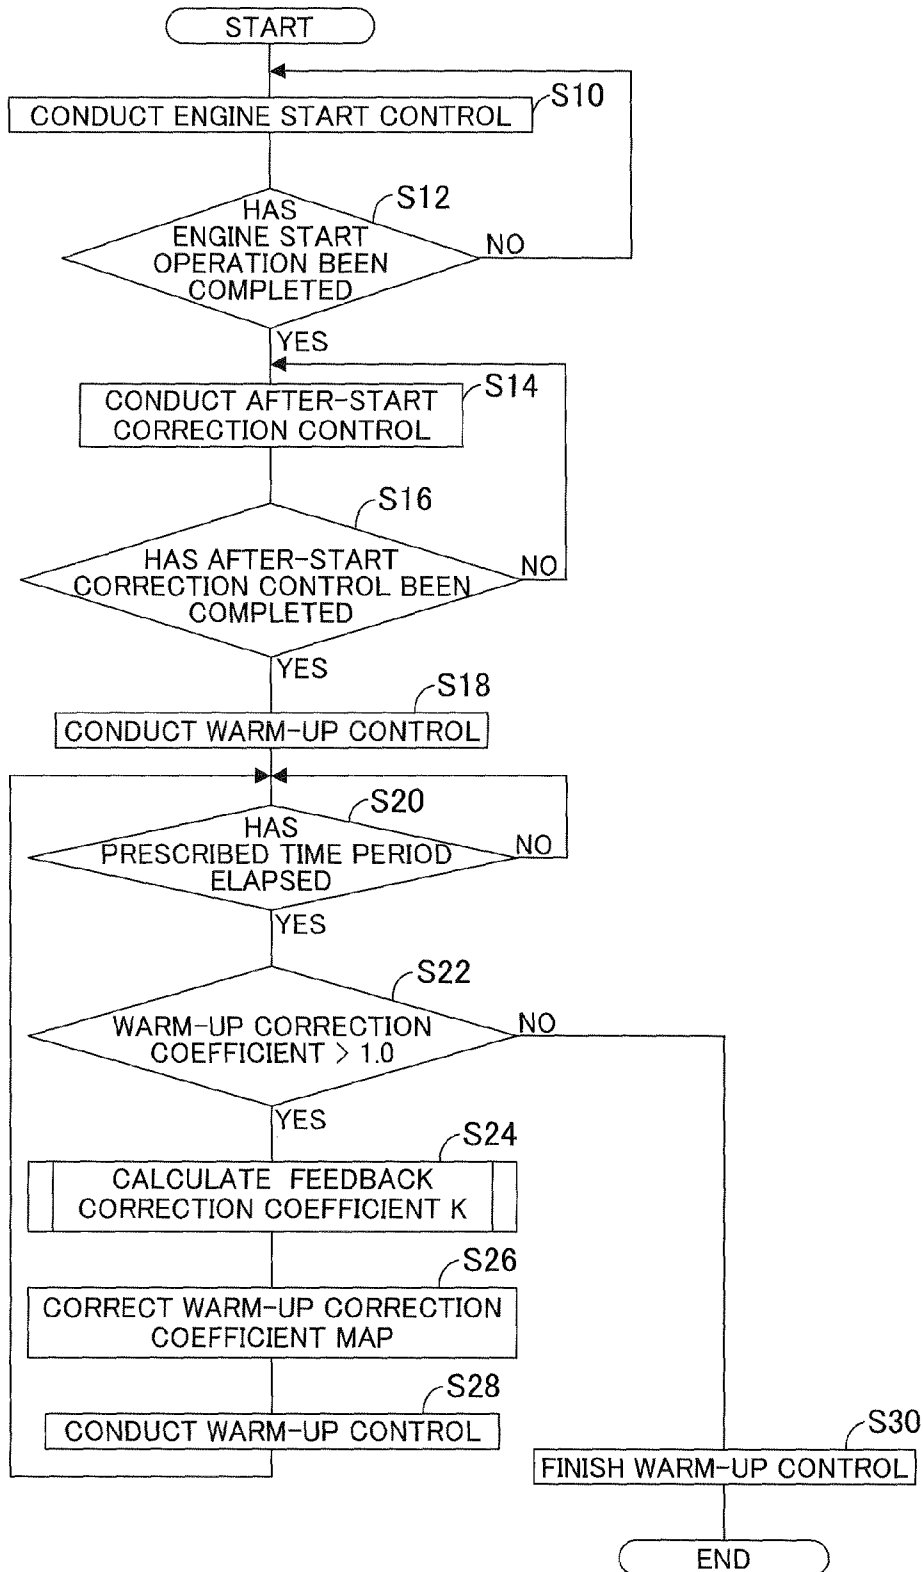 START
CONDUCT ENGINE START CONTROL
S10
HAS
ENGINE START
OPERATION BEEN
COMPLETED
S12
NO
YES
CONDUCT AFTER-START
CORRECTION CONTROL
S14
S16
HAS AFTER-START
CORRECTION CONTROL BEEN
COMPLETED
NO
YES
S18
CONDUCT WARM-UP CONTROL
S20
HAS
PRESCRIBED TIME PERIOD
ELAPSED
NO
YES
S22
WARM-UP CORRECTION
COEFFICIENT > 1.0
NO
YES
S24
CALCULATE FEEDBACK
CORRECTION COEFFICIENT K
S26
CORRECT WARM-UP CORRECTION
COEFFICIENT MAP
S28
CONDUCT WARM-UP CONTROL
S30
FINISH WARM-UP CONTROL
END